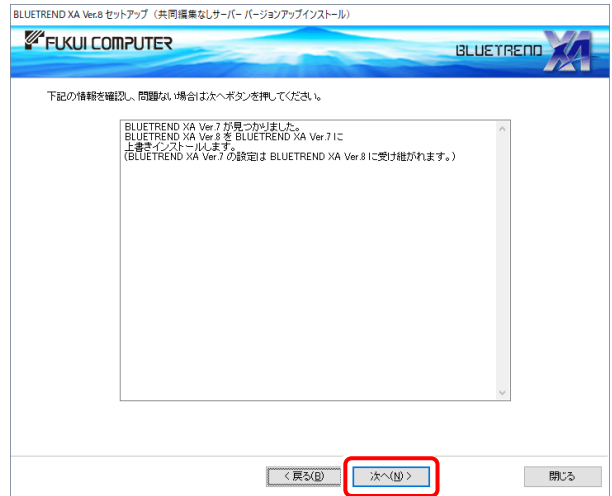 BLUETREND XA Ver.8 セットアップ（共同編集なしサーバー バージョンアップインストール）
FUKUI COMPUTER
BLUETREND XA
下記の情報を確認し、問題ない場合は次へボタンを押してください。
BLUETREND XA Ver.7 が見つかりました。
BLUETREND XA Ver.8 を BLUETREND XA Ver.7 に
上書きインストールします。
(BLUETREND XA Ver.7 の設定は BLUETREND XA Ver.8 に受け継がれます。)
< 戻る(B)
次へ(N) >
閉じる